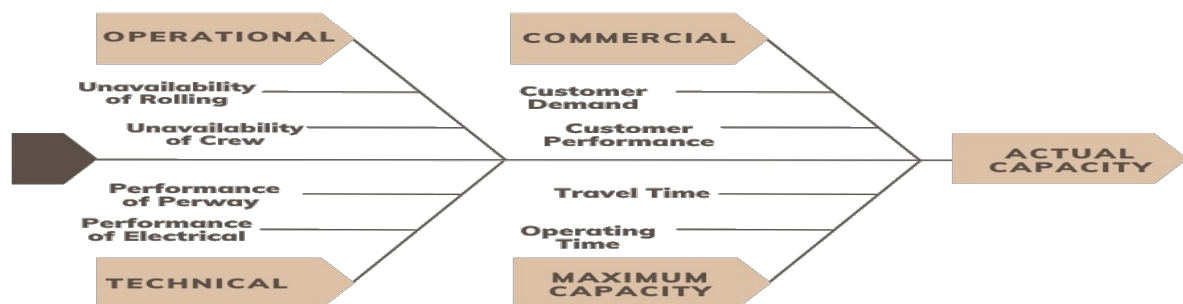 OPERATIONAL
COMMERCIAL
Unavailability
of Rolling
Customer
Demand
Unavailability
of Crew
Customer
Performance
ACTUAL
CAPACITY
Performance
of Perway
Travel Time
Performance
of Electrical
Operating
Time
TECHNICAL
MAXIMUM
CAPACITY